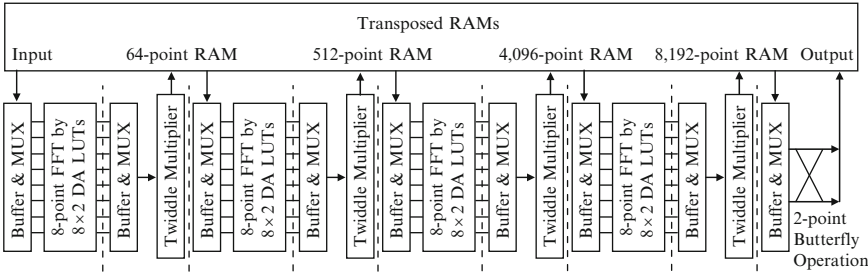 Transposed RAMs
Input 64-point RAM 512-point RAM 4,096-point RAM 8,192-point RAM Output
Buffer & MUX
8-point FFT by
8 × 2 DA LUTs
Buffer & MUX
Twiddle Multiplier
Buffer & MUX
8-point FFT by
8 × 2 DA LUTs
Buffer & MUX
Twiddle Multiplier
Buffer & MUX
8-point FFT by
8 × 2 DA LUTs
Buffer & MUX
Twiddle Multiplier
Buffer & MUX
8-point FFT by
8 × 2 DA LUTs
Buffer & MUX
Twiddle Multiplier
Buffer & MUX
2-point
Butterfly
Operation